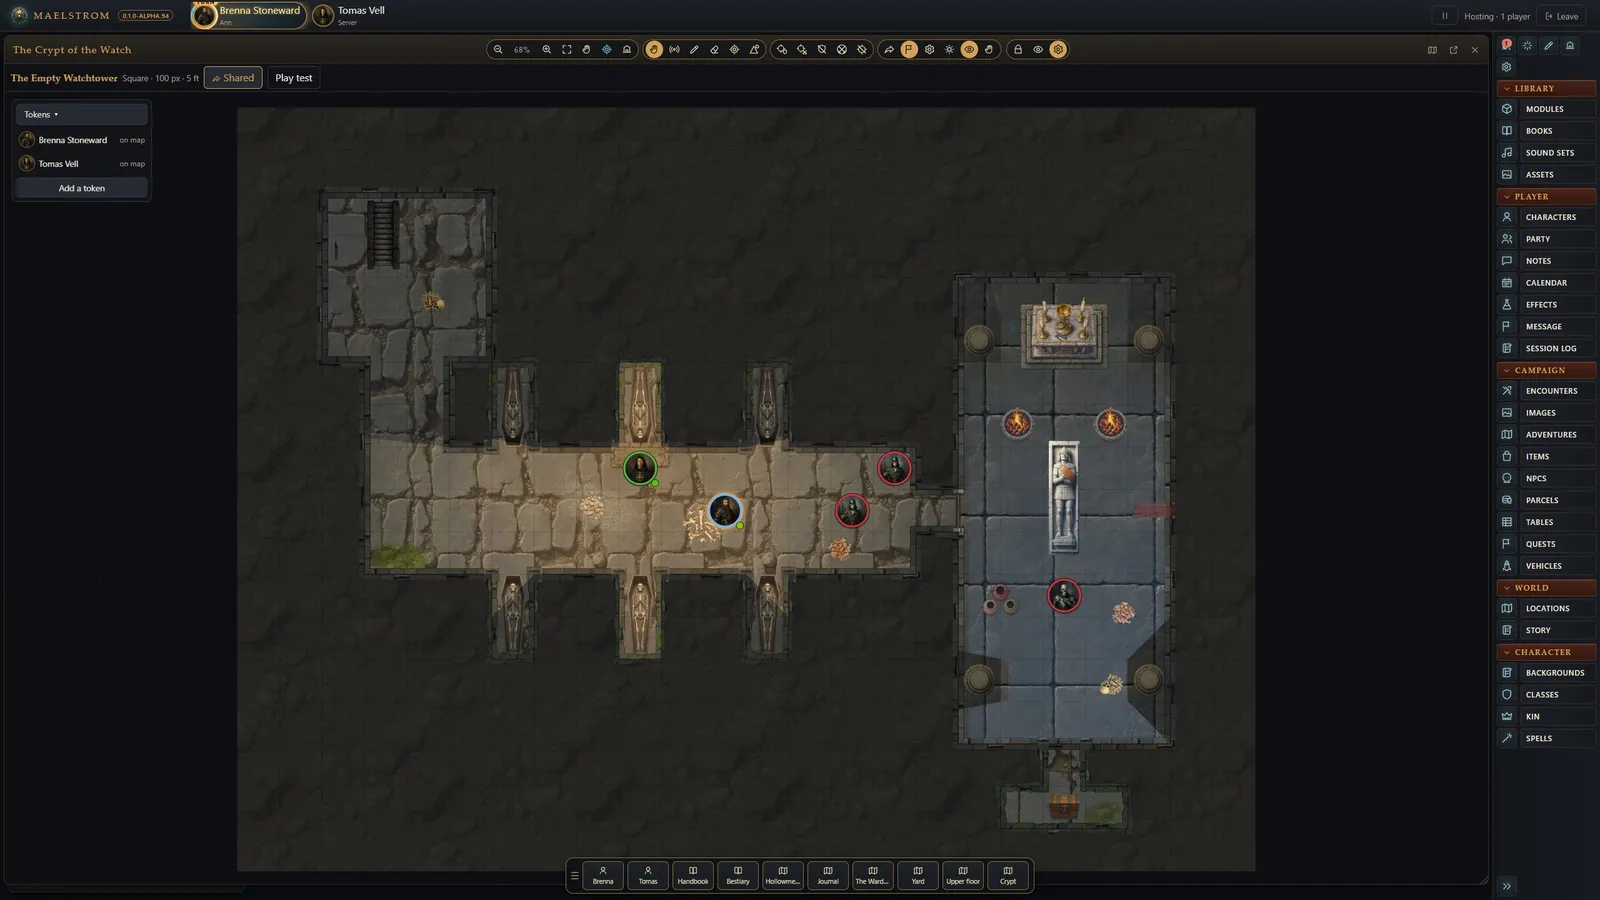 MAELSTROM
0.1.0-ALPHA.94
Brenna Stoneward
Ann
Tomas Vell
Server
Hosting · 1 player
Leave
The Crypt of the Watch
68%
The Empty Watchtower
Square · 100 px · 5 ft
Shared
Play test
Tokens
Brenna Stoneward
on map
Tomas Vell
on map
Add a token
1
LIBRARY
MODULES
BOOKS
SOUND SETS
ASSETS
PLAYER
CHARACTERS
PARTY
NOTES
CALENDAR
EFFECTS
MESSAGE
SESSION LOG
CAMPAIGN
ENCOUNTERS
IMAGES
ADVENTURES
ITEMS
NPCS
PARCELS
TABLES
QUESTS
VEHICLES
WORLD
LOCATIONS
STORY
CHARACTER
BACKGROUNDS
CLASSES
KIN
SPELLS
Brenna
Tomas
Handbook
Bestiary
Hollowme...
Journal
The Ward...
Yard
Upper floor
Crypt